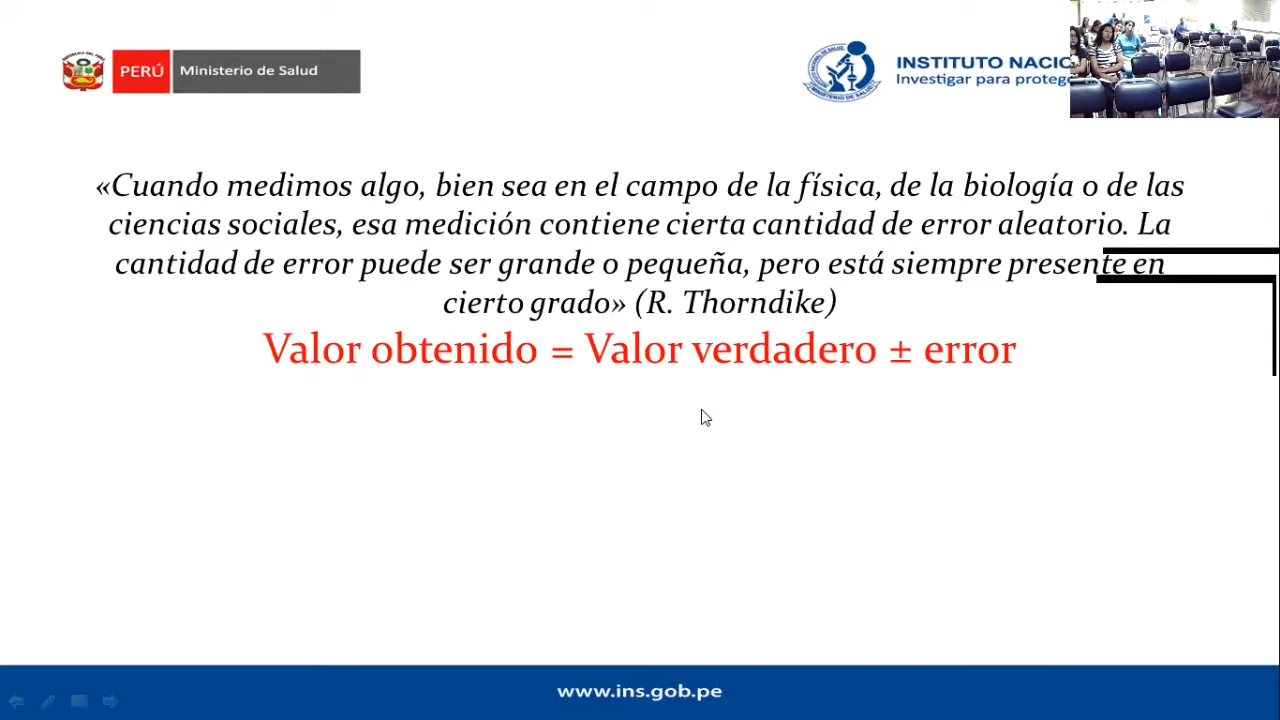 PERÚ Ministerio de Salud
INSTITUTO NACIO
Investigar para proteg
«Cuando medimos algo, bien sea en el campo de la física, de la biología o de las
ciencias sociales, esa medición contiene cierta cantidad de error aleatorio. La
cantidad de error puede ser grande o pequeña, pero está siempre presente en
cierto grado» (R. Thorndike)
Valor obtenido = Valor verdadero ± error
www.ins.gob.pe